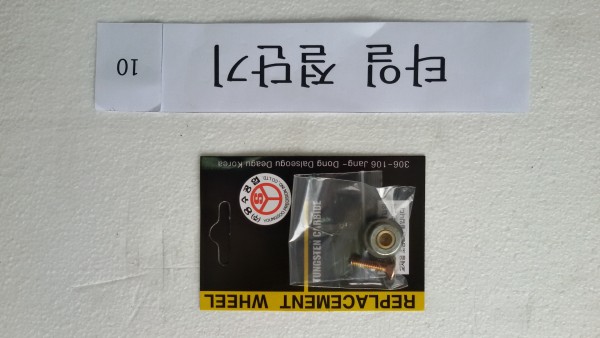 REPLACEMENT WHEEL
TUNGSTEN CARBIDE
306-106 Jang- Dong Dalseogu Deagu Korea
타일 절단기
10